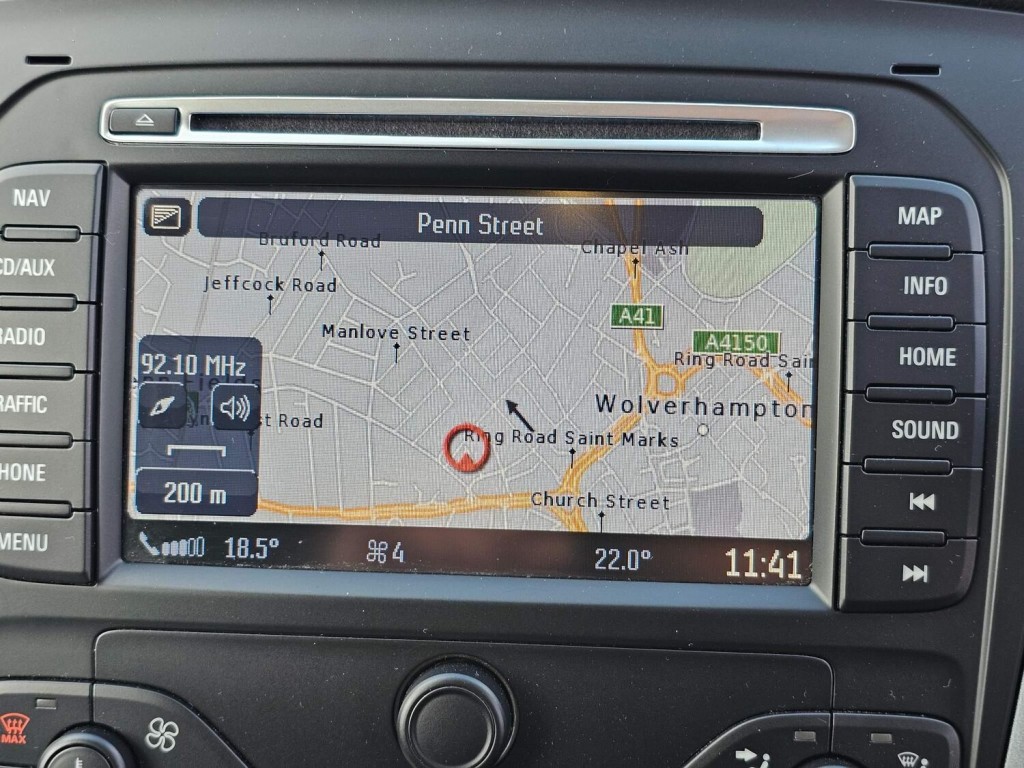 NAV
CD/AUX
RADIO
TRAFFIC
PHONE
MENU
Penn Street
Bruford Road
Chapel Ash
Jeffcock Road
A41
Manlove Street
A4150
Ring Road Sai
92.10 MHz
Wolverhampton
st Road
Ring Road Saint Marks
200 m
Church Street
18.5°
4
22.0°
11:41
MAP
INFO
HOME
SOUND
MAX